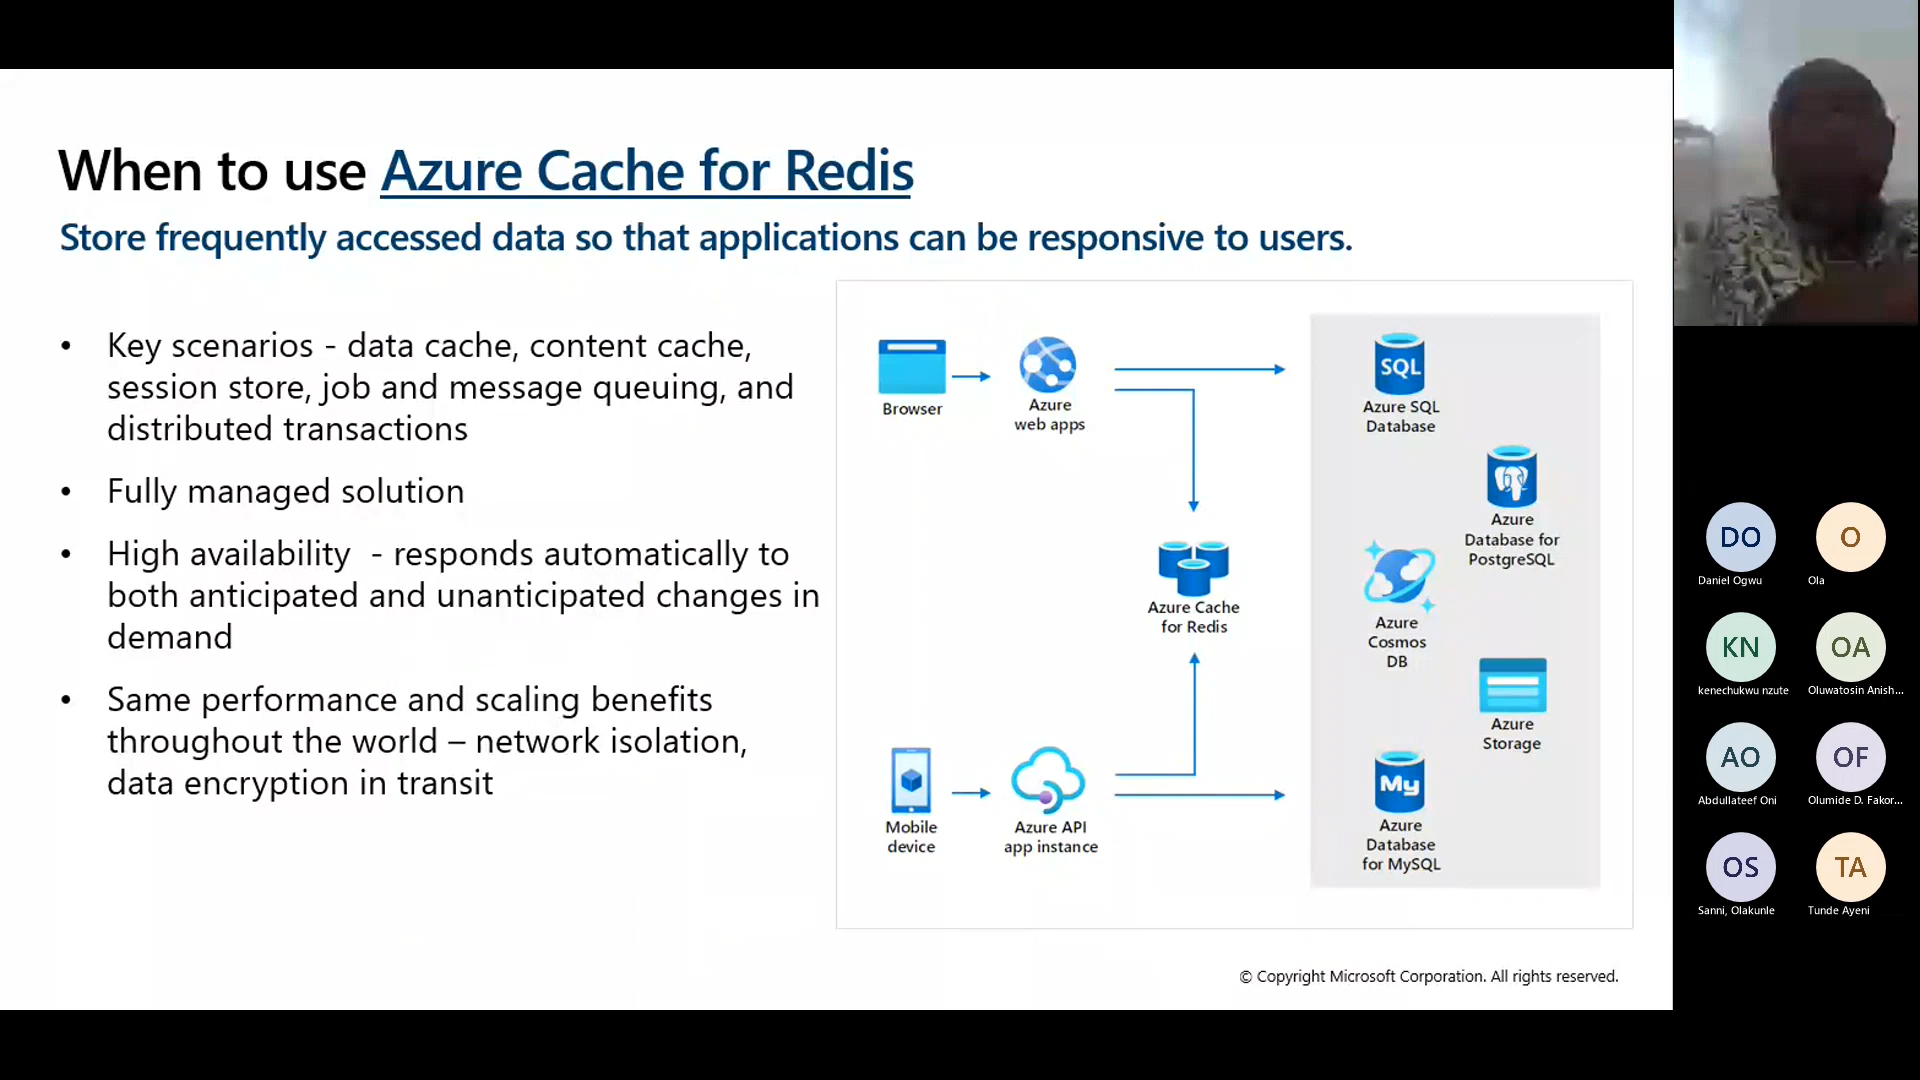 When to use Azure Cache for Redis
Store frequently accessed data so that applications can be responsive to users.
• Key scenarios - data cache, content cache,
session store, job and message queuing, and
distributed transactions
• Fully managed solution
• High availability  - responds automatically to
both anticipated and unanticipated changes in
demand
• Same performance and scaling benefits
throughout the world – network isolation,
data encryption in transit
Browser
Azure
web apps
SQL
Azure SQL
Database
Azure
Database for
PostgreSQL
Azure Cache
for Redis
Azure
Cosmos
DB
Azure
Storage
Mobile
device
Azure API
app instance
My
Azure
Database
for MySQL
© Copyright Microsoft Corporation. All rights reserved.
DO
Daniel Ogwu
O
Ola
KN
kenechukwu nzute
OA
Oluwatosin Anish...
AO
Abdullateef Oni
OF
Olumide D. Fakor...
OS
Sanni, Olakunle
TA
Tunde Ayeni